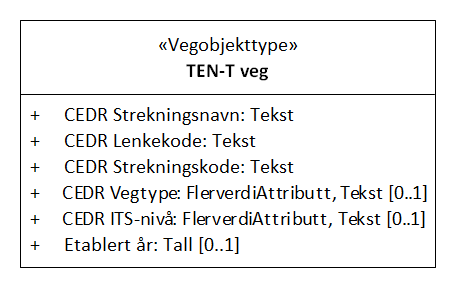 «Vegobjekttype»
TEN-T veg
+ CEDR Strekningsnavn: Tekst
+ CEDR Lenkekode: Tekst
+ CEDR Strekningskode: Tekst
+ CEDR Vegtype: FlerverdiAttributt, Tekst [0..1]
+ CEDR ITS-nivå: FlerverdiAttributt, Tekst [0..1]
+ Etablert år: Tall [0..1]